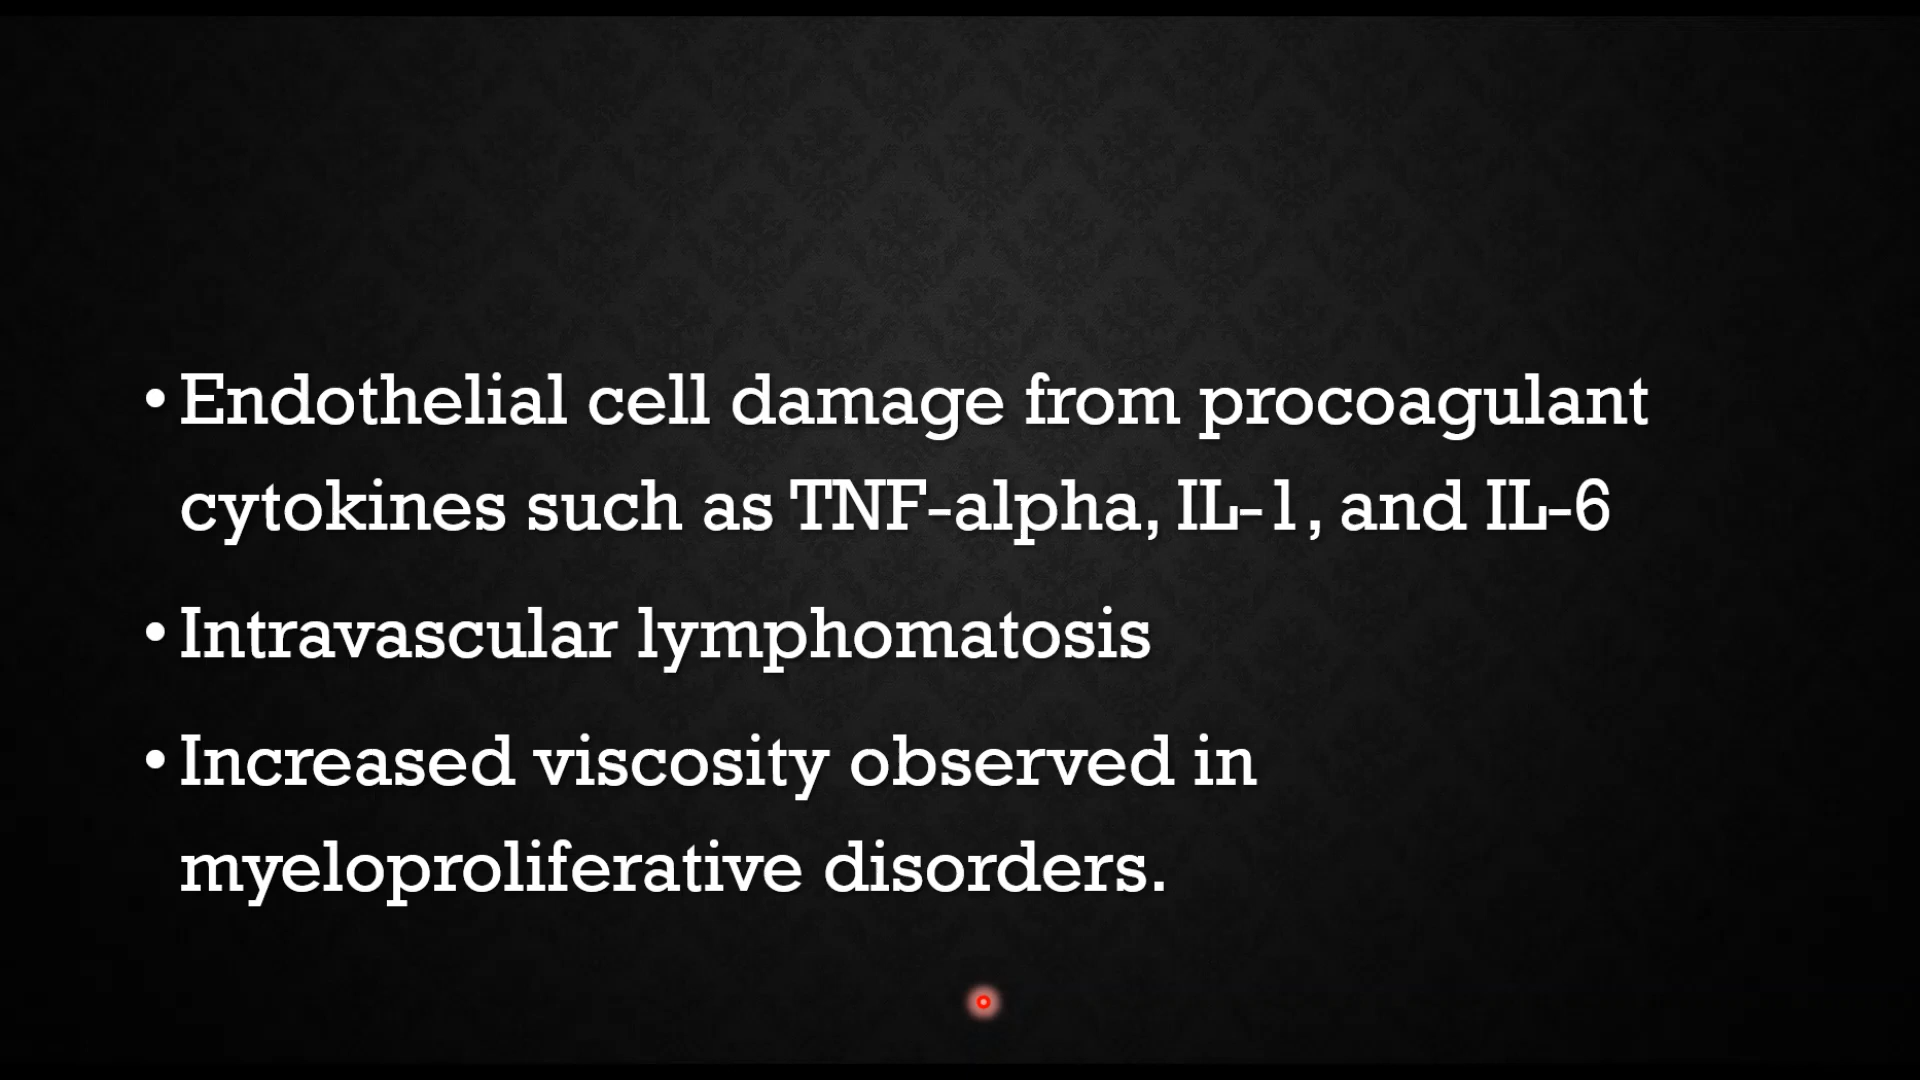 • Endothelial cell damage from procoagulant
cytokines such as TNF-alpha, IL-1, and IL-6
• Intravascular lymphomatosis
• Increased viscosity observed in
myeloproliferative disorders.